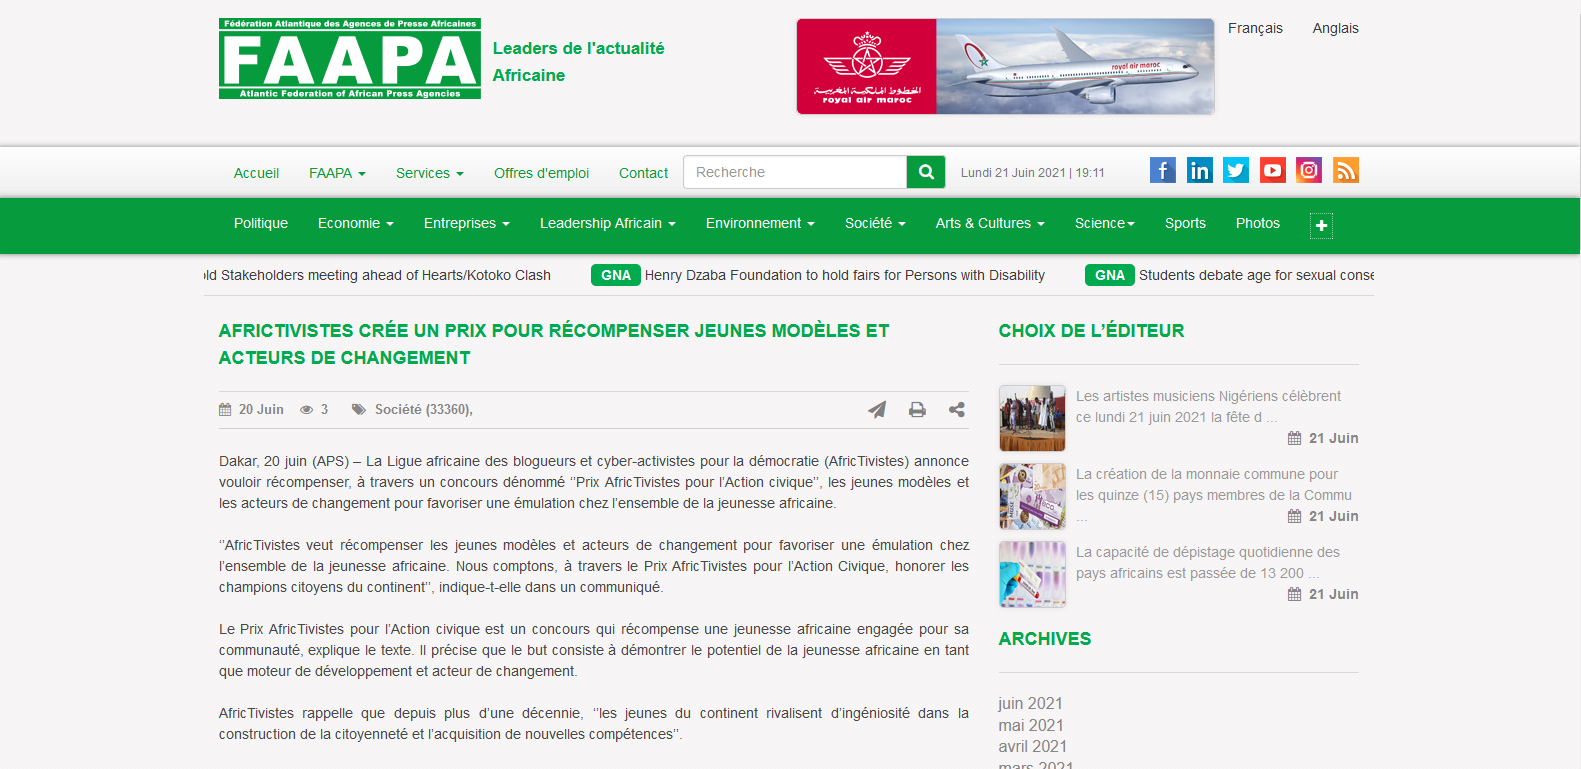 Fédération Atlantique des Agences de Presse Africaines
FAAPA
Atlantic Federation of African Press Agencies
Leaders de l'actualité
Africaine
الخطوط الملكية المغربية
royal air maroc
royal air maroc
Français Anglais
Accueil FAAPA Services Offres d'emploi Contact Recherche Lundi 21 Juin 2021 | 19:11
Politique Economie Entreprises Leadership Africain Environnement Société Arts & Cultures Science Sports Photos
old Stakeholders meeting ahead of Hearts/Kotoko Clash GNA Henry Dzaba Foundation to hold fairs for Persons with Disability GNA Students debate age for sexual conse
AFRICTIVISTES CRÉE UN PRIX POUR RÉCOMPENSER JEUNES MODÈLES ET
ACTEURS DE CHANGEMENT
20 Juin 3 Société (33360),
Dakar, 20 juin (APS) – La Ligue africaine des blogueurs et cyber-activistes pour la démocratie (AfricTivistes) annonce
vouloir récompenser, à travers un concours dénommé ‘’Prix AfricTivistes pour l’Action civique’’, les jeunes modèles et
les acteurs de changement pour favoriser une émulation chez l’ensemble de la jeunesse africaine.
‘’AfricTivistes veut récompenser les jeunes modèles et acteurs de changement pour favoriser une émulation chez
l’ensemble de la jeunesse africaine. Nous comptons, à travers le Prix AfricTivistes pour l’Action Civique, honorer les
champions citoyens du continent’’, indique-t-elle dans un communiqué.
Le Prix AfricTivistes pour l’Action civique est un concours qui récompense une jeunesse africaine engagée pour sa
communauté, explique le texte. Il précise que le but consiste à démontrer le potentiel de la jeunesse africaine en tant
que moteur de développement et acteur de changement.
AfricTivistes rappelle que depuis plus d’une décennie, ‘’les jeunes du continent rivalisent d’ingéniosité dans la
construction de la citoyenneté et l’acquisition de nouvelles compétences’’.
CHOIX DE L’ÉDITEUR
Les artistes musiciens Nigériens célèbrent
ce lundi 21 juin 2021 la fête d ...
21 Juin
La création de la monnaie commune pour
les quinze (15) pays membres de la Commu
...
21 Juin
La capacité de dépistage quotidienne des
pays africains est passée de 13 200 ...
21 Juin
ARCHIVES
juin 2021
mai 2021
avril 2021
mars 2021